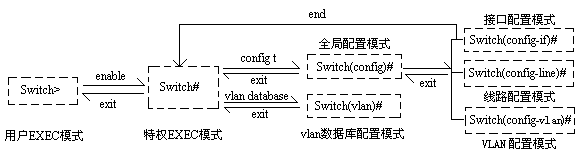 end
接口配置模式
全局配置模式
Switch(config-if)#
config t
enable
Switch(config)#
Switch(config-line)#
exit
exit
Switch>
Switch#
vlan database
线路配置模式
exit
exit
Switch(vlan)#
Switch(config-vlan)#
用户EXEC模式
特权EXEC模式
vlan数据库配置模式
VLAN 配置模式